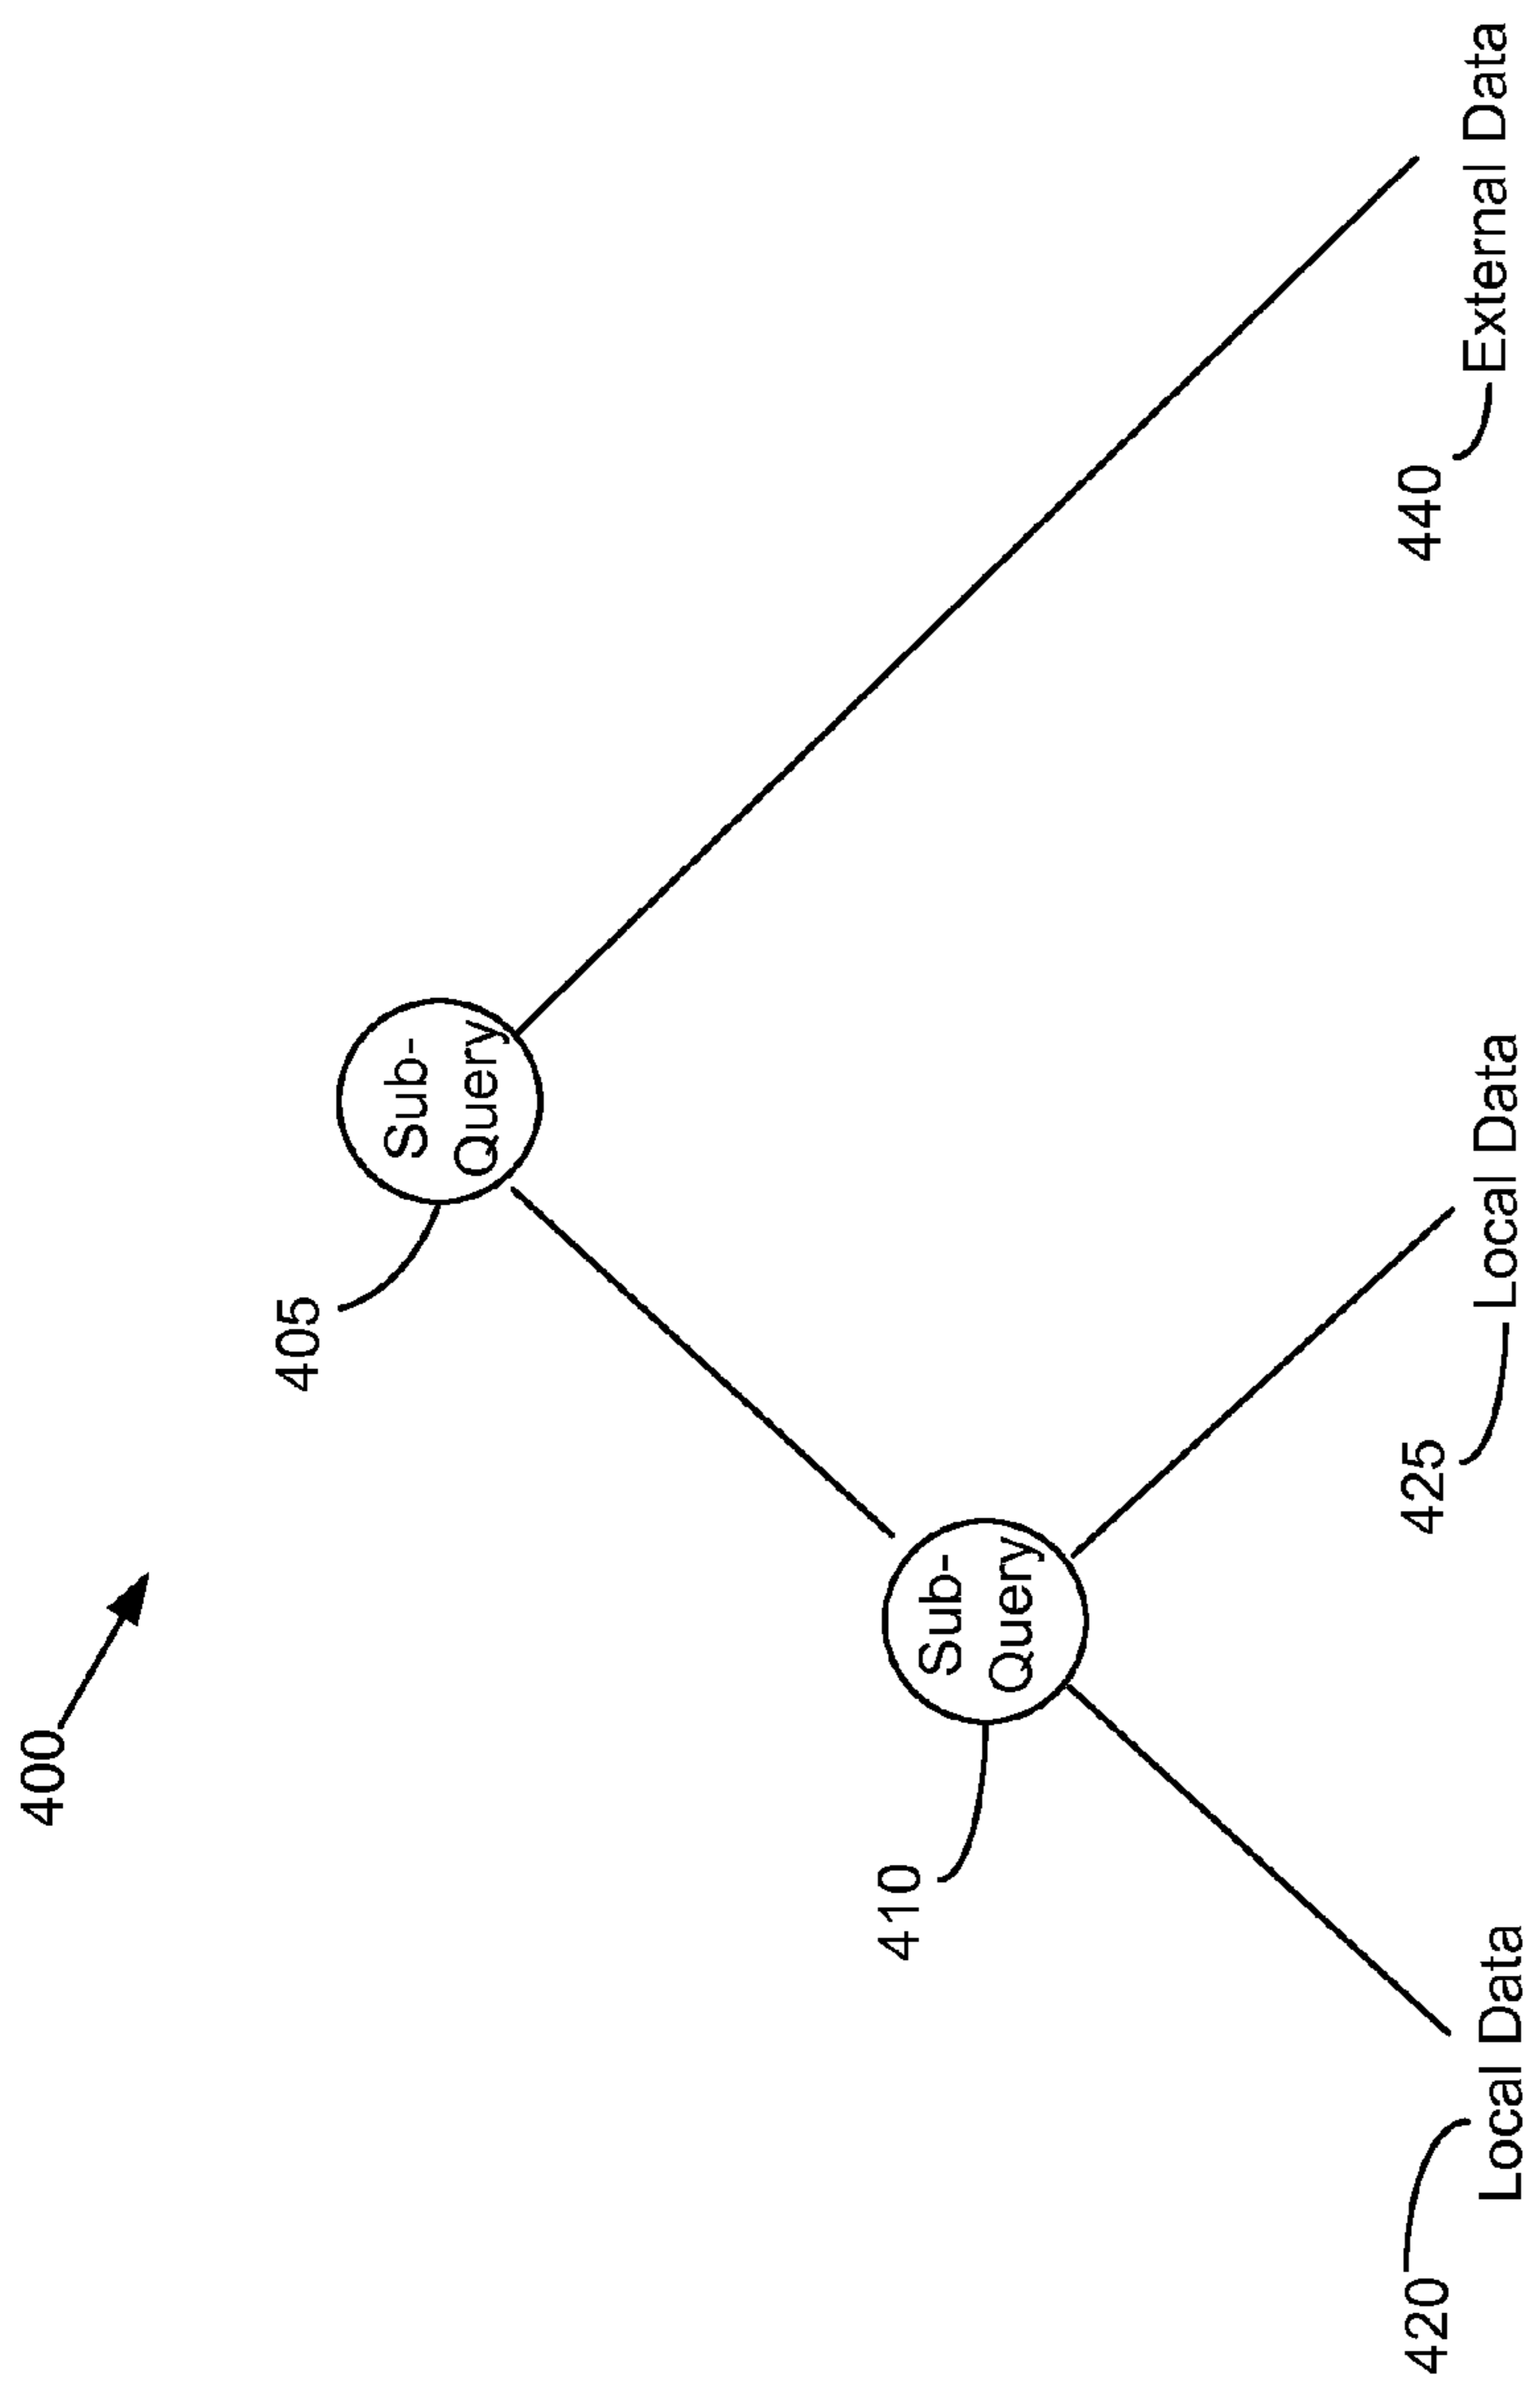 400
405
Sub-
Query
410
Sub-
Query
420
Local Data
425
Local Data
440
External Data